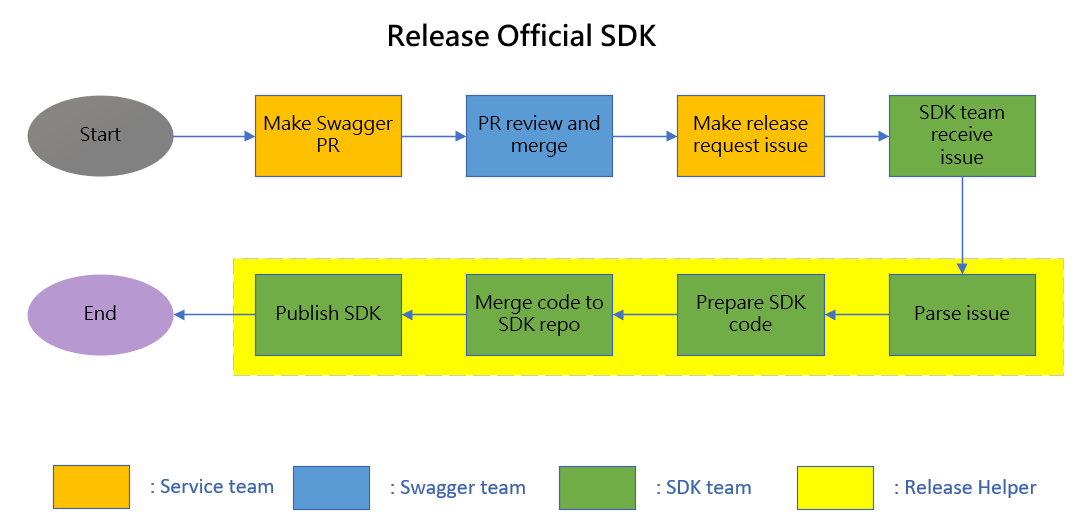 Release Official SDK
Start
Make Swagger
PR
PR review and
merge
Make release
request issue
SDK team
receive
issue
End
Publish SDK
Merge code to
SDK repo
Prepare SDK
code
Parse issue
: Service team
: Swagger team
: SDK team
: Release Helper